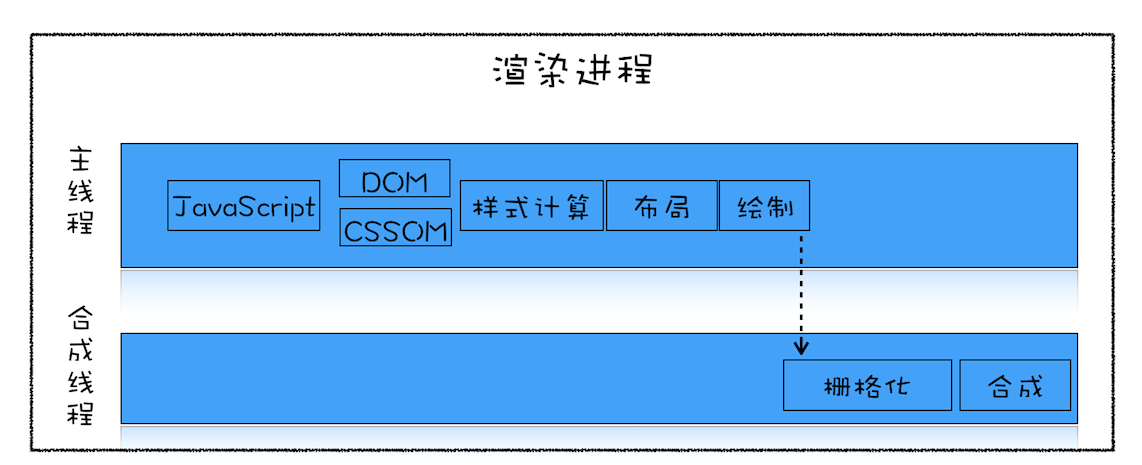 渲染进程
主线程
JavaScript
DOM
CSSOM
样式计算
布局
绘制
合成线程
栅格化
合成